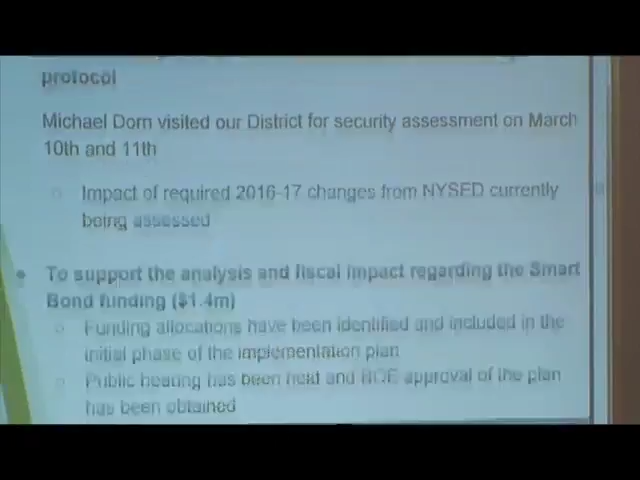 protocol
Michael Dorn visited our District for security assessment on March
10th and 11th
Impact of required 2016-17 changes from NYSED currently
being assessed
To support the analysis and fiscal impact regarding the Smart
Bond funding ($1.4m)
Funding allocations have been identified and included in the
initial phase of the implementation plan
Public hearing has been held and BOE approval of the plan
has been obtained